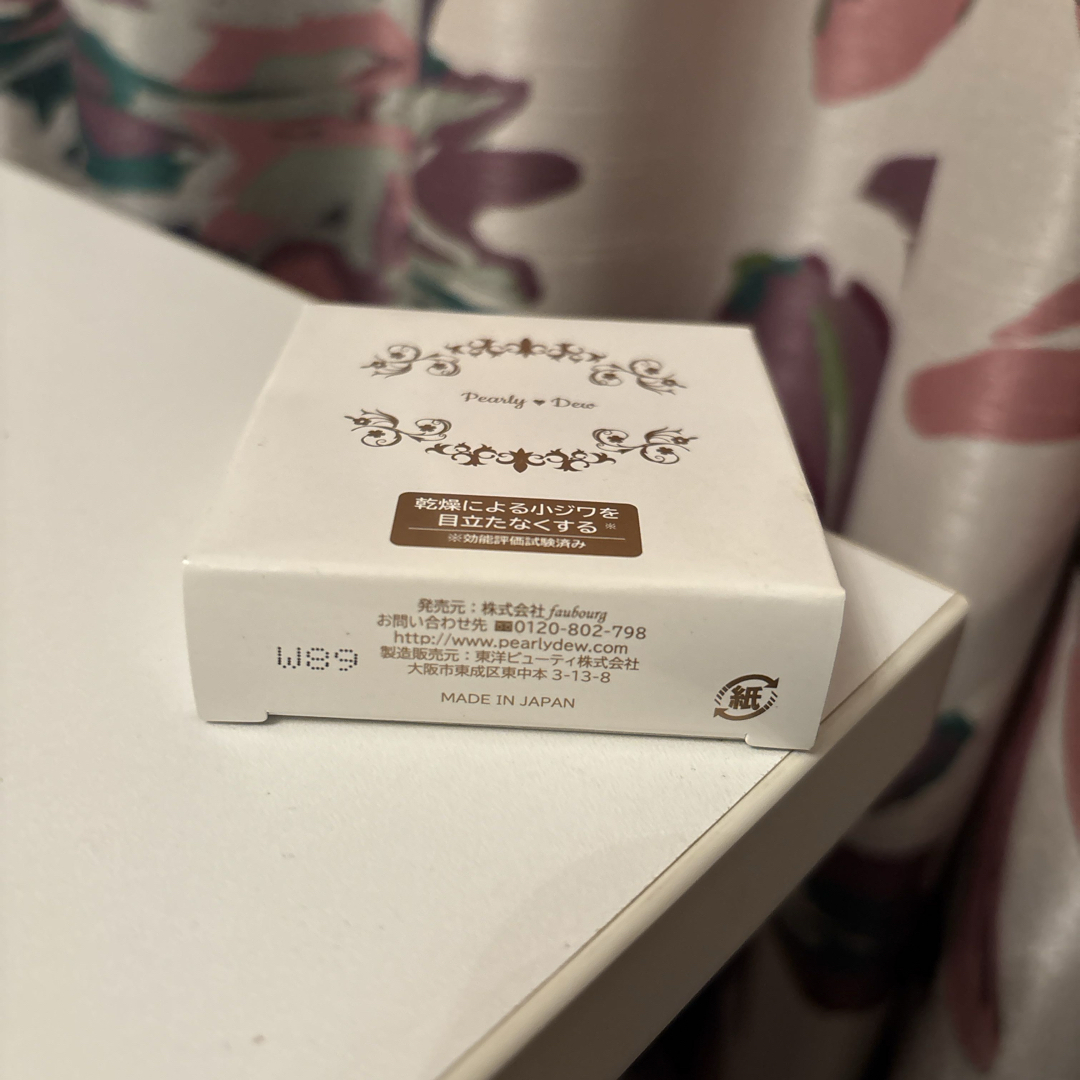 Pearly ♥ Dew
乾燥による小ジワを
目立たなくする ※
※効能評価試験済み
発売元：株式会社 faubourg
お問い合わせ先 0120-802-798
http://www.pearlydew.com
製造販売元：東洋ビューティ株式会社
大阪市東成区東中本 3-13-8
MADE IN JAPAN
W89
紙